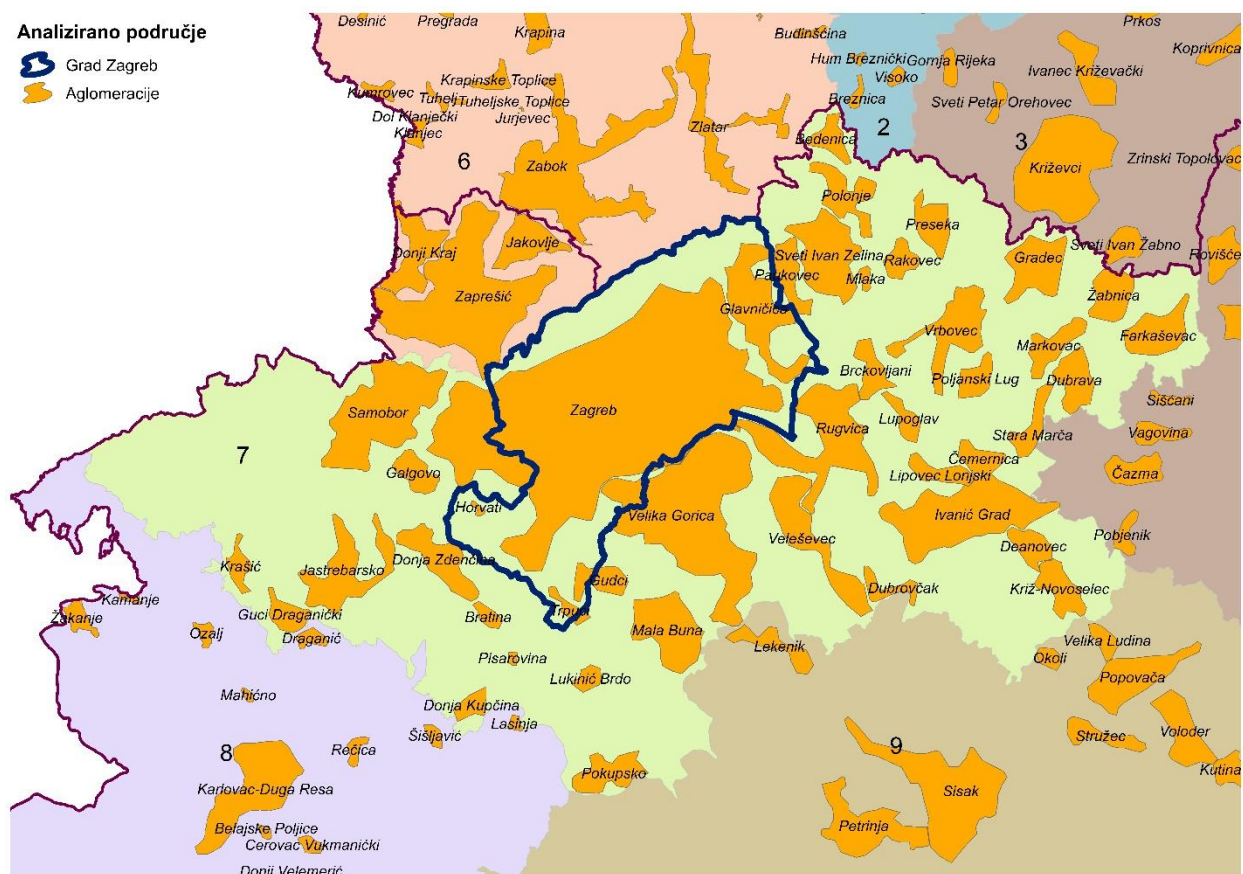 Analizirano područje
Grad Zagreb
Aglomeracije
Desinić
Pregrada
Krapina
Budinšćina
Prkos
Koprivnica
Hum Breznički
Visoko
Gornja Rijeka
Ivanec Križevački
Krapinske Toplice
Kumrovec
Tuhelj
Tuheljske Toplice
Jurjevec
Dol Klanječki
Klanjec
Breznica
Sveti Petar Orehovec
Zlatar
2
3
Bedenica
6
Zabok
Križevci
Zrinski Topolovac
Polonje
Preseka
Jakovlje
Donji Kraj
Sveti Ivan Zelina
Rakovec
Gradec
Sveti Ivan Žabno
Rovišće
Paukovec
Mlaka
Zaprešić
Glavničica
Žabnica
Vrbovec
Farkaševac
Markovac
Brckovljani
Poljanski Lug
Dubrava
Samobor
Zagreb
Rugvica
Lupoglav
Sišćani
Stara Marča
Vagovina
7
Čemernica
Galgovo
Lipovec Lonjski
Čazma
Horvati
Velika Gorica
Ivanić Grad
Veleševec
Pobjenik
Donja Zdenčina
Deanovec
Krašić
Jastrebarsko
Gudci
Dubrovčak
Križ-Novoselec
Kamanje
Žakanje
Guci Draganićki
Bratina
Ozalj
Draganić
Mala Buna
Lekenik
Velika Ludina
Okoli
Pisarovina
Lukinić Brdo
Popovača
Mahićno
Donja Kupčina
Lasinja
Šišljavić
Stružec
Voloder
8
Rečica
9
Pokupsko
Kutina
Karlovac-Duga Resa
Sisak
Petrinja
Belajske Poljice
Cerovac Vukmanićki
Donji Velemerić